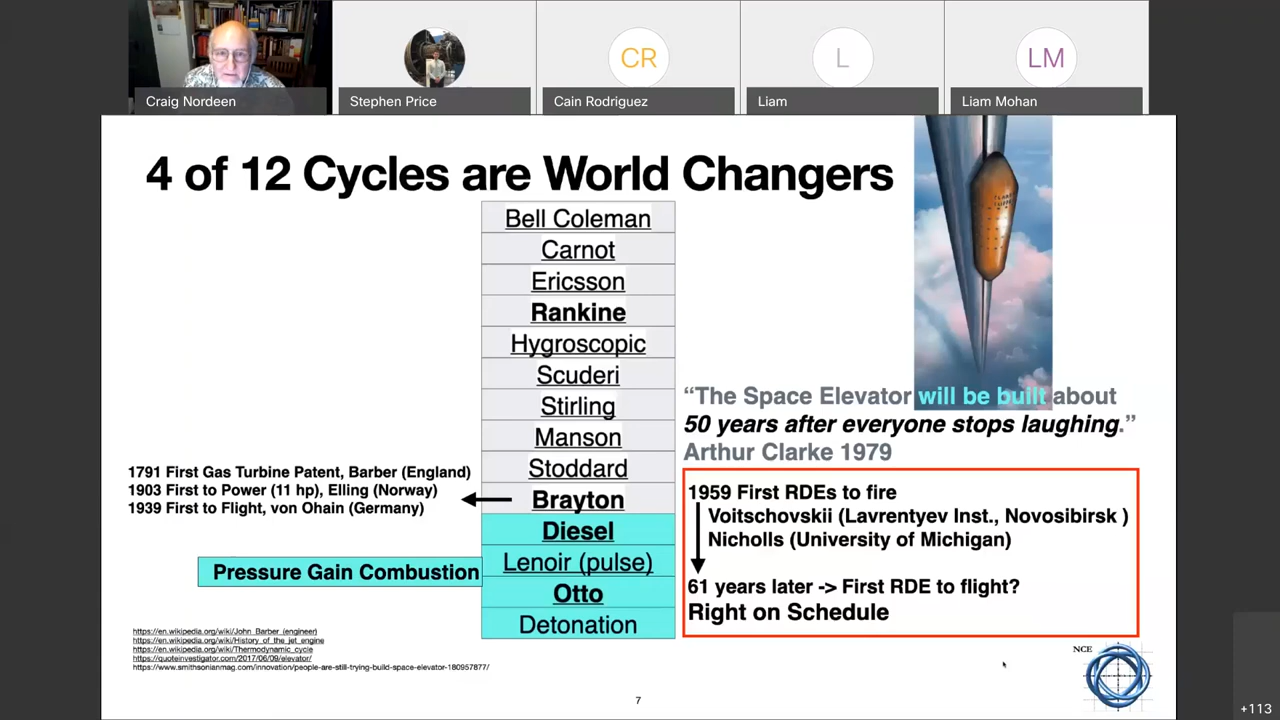 CR
L
LM
Craig Nordeen
Stephen Price
Cain Rodriguez
Liam
Liam Mohan
4 of 12 Cycles are World Changers
Bell Coleman
Carnot
Ericsson
Rankine
Hygroscopic
Scuderi
Stirling
Manson
Stoddard
Brayton
Diesel
Lenoir (pulse)
Otto
Detonation
1791 First Gas Turbine Patent, Barber (England)
1903 First to Power (11 hp), Elling (Norway)
1939 First to Flight, von Ohain (Germany)
Pressure Gain Combustion
“The Space Elevator will be built about
50 years after everyone stops laughing.”
Arthur Clarke 1979
1959 First RDEs to fire
Voitschovskii (Lavrentyev Inst., Novosibirsk )
Nicholls (University of Michigan)
61 years later -> First RDE to flight?
Right on Schedule
https://en.wikipedia.org/wiki/John_Barber_(engineer)
https://en.wikipedia.org/wiki/History_of_the_jet_engine
https://en.wikipedia.org/wiki/Thermodynamic_cycle
https://quoteinvestigator.com/2017/06/09/elevator/
https://www.smithsonianmag.com/innovation/people-are-still-trying-build-space-elevator-180957877/
NCE
7
+113